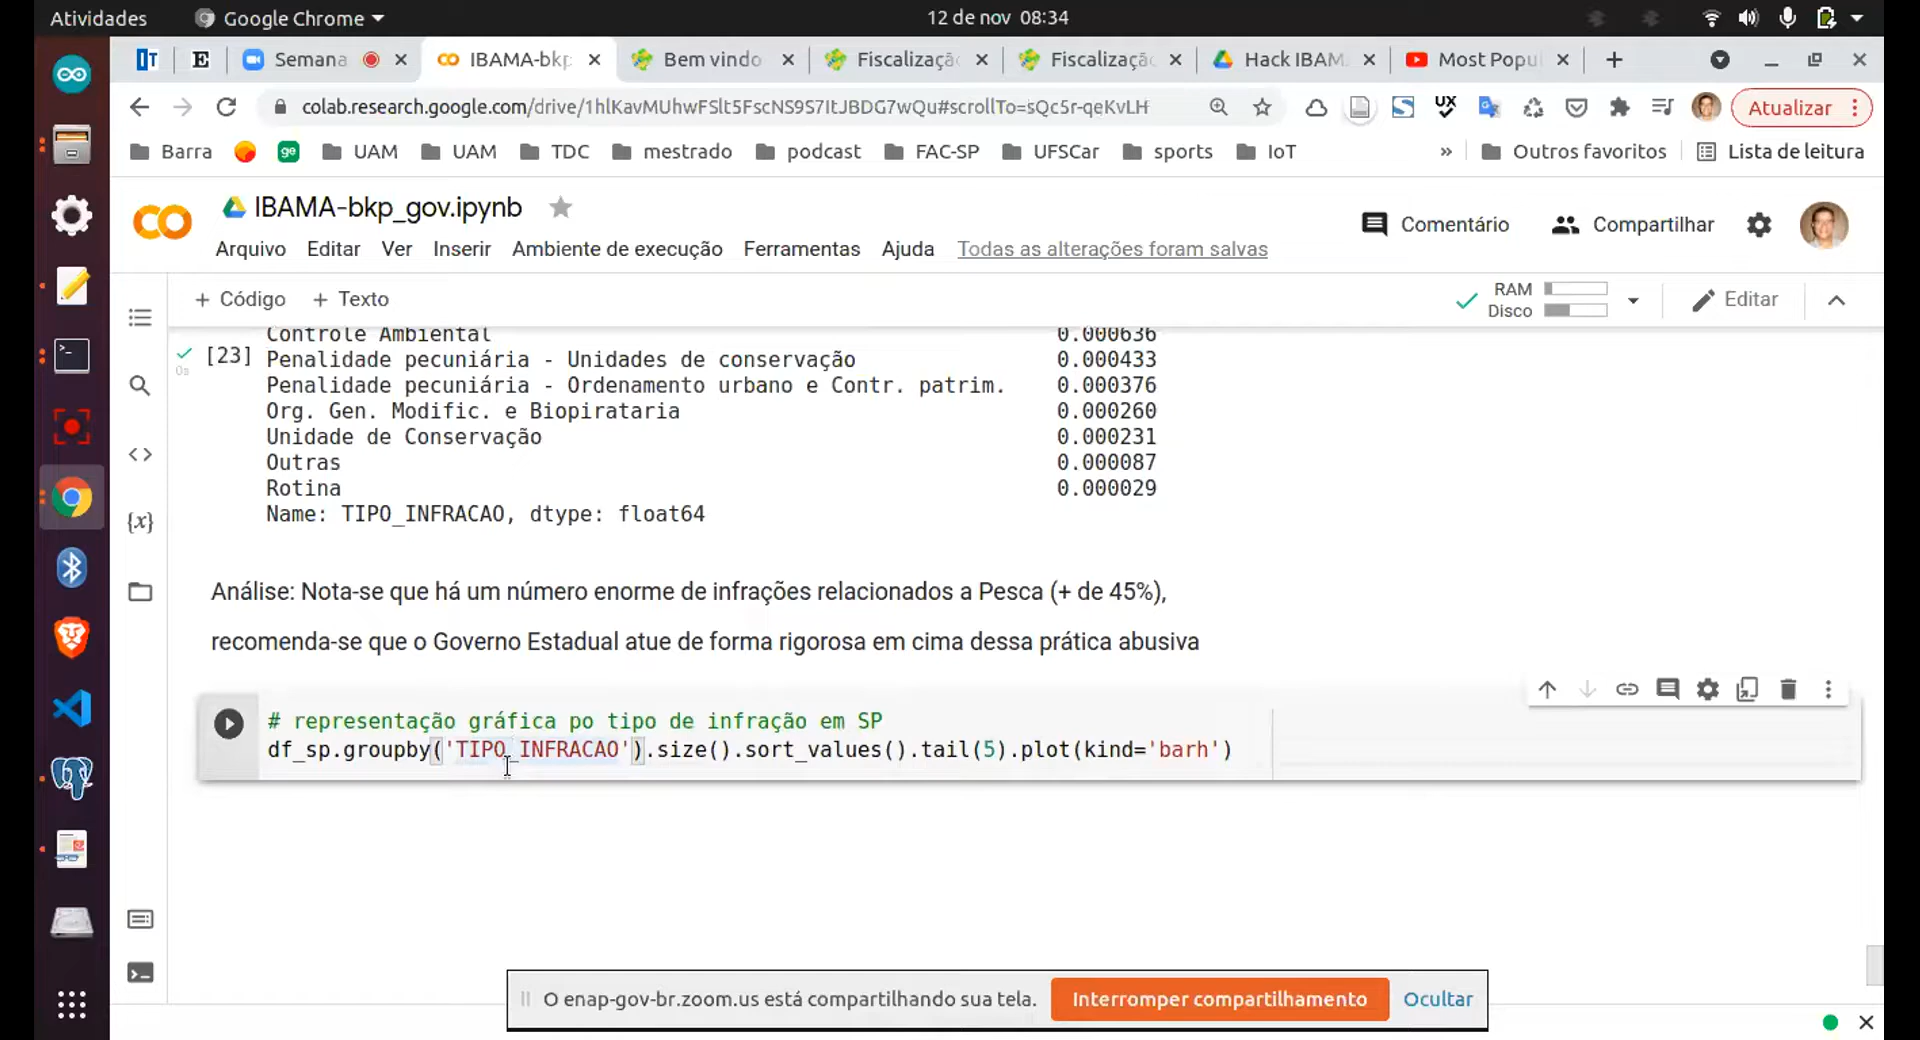 Atividades
Google Chrome
12 de nov 08:34
Semana
IBAMA-bkp
Bem vindo
Fiscalizaçã
Fiscalizaçã
Hack IBAM
Most Popu
colab.research.google.com/drive/1hlKavMUhwFSlt5FscNS9S7ItJBDG7wQu#scrollTo=sQc5r-qeKvLH
Atualizar
Barra
ge
UAM
UAM
TDC
mestrado
podcast
FAC-SP
UFSCar
sports
IoT
»
Outros favoritos
Lista de leitura
IBAMA-bkp_gov.ipynb
Comentário
Compartilhar
Arquivo Editar Ver Inserir Ambiente de execução Ferramentas Ajuda Todas as alterações foram salvas
+ Código + Texto
RAM
Disco
Editar
Controle Ambiental 0.000636
[23] Penalidade pecuniária - Unidades de conservação 0.000433
0s
Penalidade pecuniária - Ordenamento urbano e Contr. patrim. 0.000376
Org. Gen. Modific. e Biopirataria 0.000260
Unidade de Conservação 0.000231
Outras 0.000087
Rotina 0.000029
Name: TIPO_INFRACAO, dtype: float64
Análise: Nota-se que há um número enorme de infrações relacionados a Pesca (+ de 45%),
recomenda-se que o Governo Estadual atue de forma rigorosa em cima dessa prática abusiva
# representação gráfica po tipo de infração em SP
df_sp.groupby('TIPO_INFRACAO').size().sort_values().tail(5).plot(kind='barh')
O enap-gov-br.zoom.us está compartilhando sua tela.
Interromper compartilhamento
Ocultar